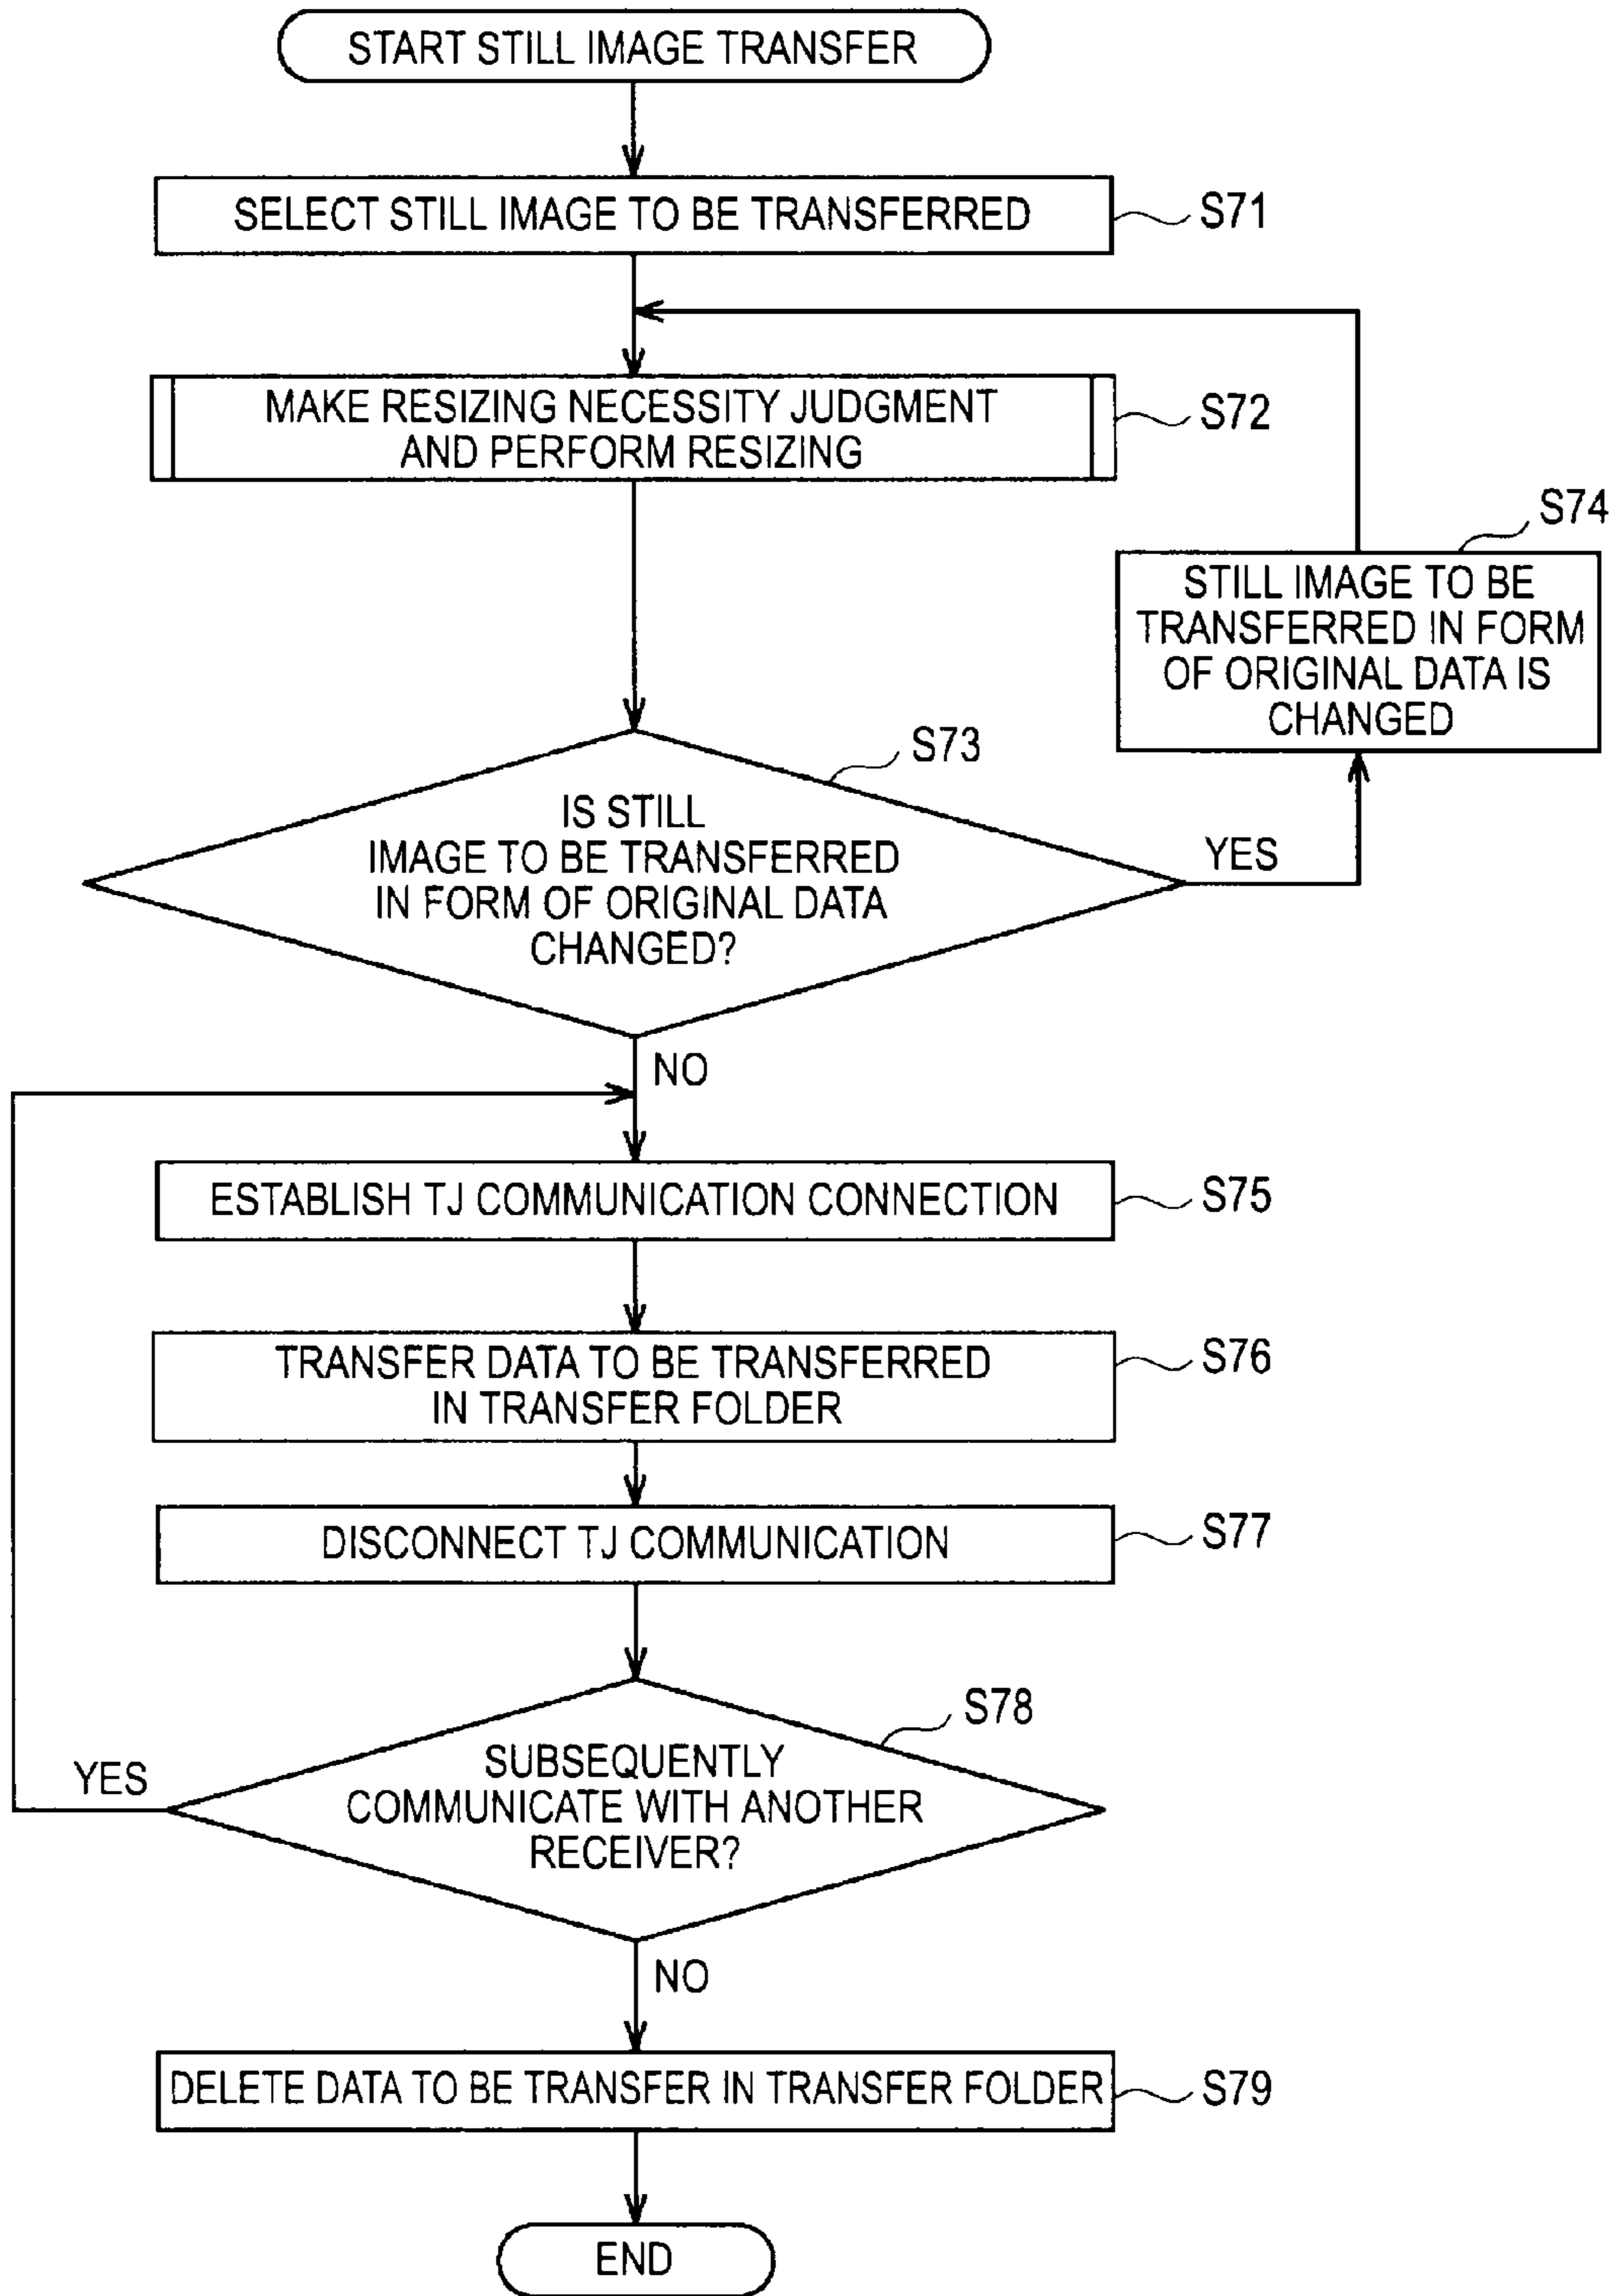 START STILL IMAGE TRANSFER
SELECT STILL IMAGE TO BE TRANSFERRED
S71
MAKE RESIZING NECESSITY JUDGMENT
AND PERFORM RESIZING
S72
S74
STILL IMAGE TO BE
TRANSFERRED IN FORM
OF ORIGINAL DATA IS
CHANGED
S73
IS STILL
IMAGE TO BE TRANSFERRED
IN FORM OF ORIGINAL DATA
CHANGED?
YES
NO
ESTABLISH TJ COMMUNICATION CONNECTION
S75
TRANSFER DATA TO BE TRANSFERRED
IN TRANSFER FOLDER
S76
DISCONNECT TJ COMMUNICATION
S77
S78
SUBSEQUENTLY
COMMUNICATE WITH ANOTHER
RECEIVER?
YES
NO
DELETE DATA TO BE TRANSFER IN TRANSFER FOLDER
S79
END